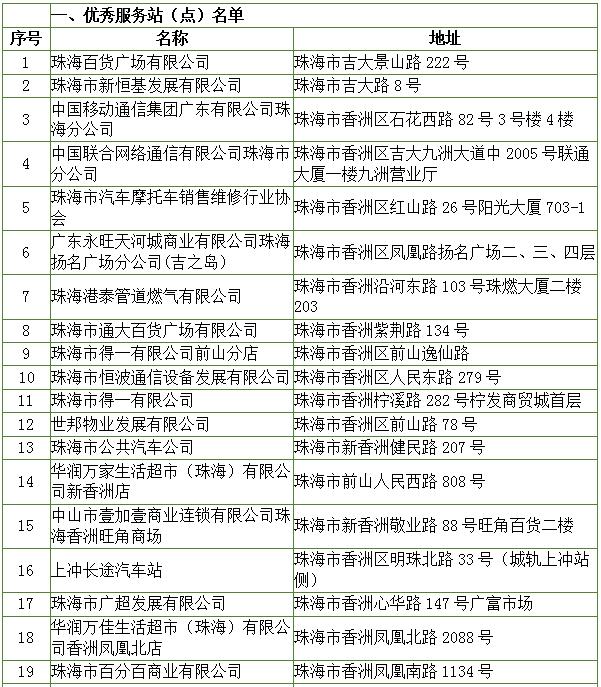 一、优秀服务站（点）名单
序号 名称 地址
1 珠海百货广场有限公司 珠海市吉大景山路 222 号
2 珠海市新恒基发展有限公司 珠海市吉大路 8 号
3 中国移动通信集团广东有限公司珠 珠海市香洲区石花西路 82 号 3 号楼 4 楼
海分公司
4 中国联合网络通信有限公司珠海市 珠海市香洲区吉大九洲大道中 2005 号联通
分公司 大厦一楼九洲营业厅
5 珠海市汽车摩托车销售维修行业协 珠海市香洲区红山路 26 号阳光大厦 703-1
会
6 广东永旺天河城商业有限公司珠海 珠海市香洲区凤凰路扬名广场二、三、四层
扬名广场分公司(吉之岛）
7 珠海港泰管道燃气有限公司 珠海市香洲沿河东路 103 号珠燃大厦二楼
203
8 珠海市通大百货广场有限公司 珠海市香洲紫荆路 134 号
9 珠海市得一有限公司前山分店 珠海市香洲区前山逸仙路
10 珠海市恒波通信设备发展有限公司 珠海市香洲区人民东路 279 号
11 珠海市得一有限公司 珠海市香洲柠溪路 282 号柠发商贸城首层
12 世邦物业发展有限公司 珠海市香洲区前山路 78 号
13 珠海市公共汽车公司 珠海市新香洲健民路 207 号
14 华润万家生活超市（珠海）有限公 珠海市前山人民西路 808 号
司新香洲店
15 中山市壹加壹商业连锁有限公司珠 珠海市新香洲敬业路 88 号旺角百货二楼
海香洲旺角商场
16 上冲长途汽车站 珠海市香洲区明珠北路 33 号（城轨上冲站
侧）
17 珠海市广超发展有限公司 珠海市香洲心华路 147 号广富市场
18 华润万佳生活超市（珠海）有限公 珠海市香洲凤凰北路 2088 号
司香洲凤凰北店
19 珠海市百分百商业有限公司 珠海市香洲凤凰南路 1134 号